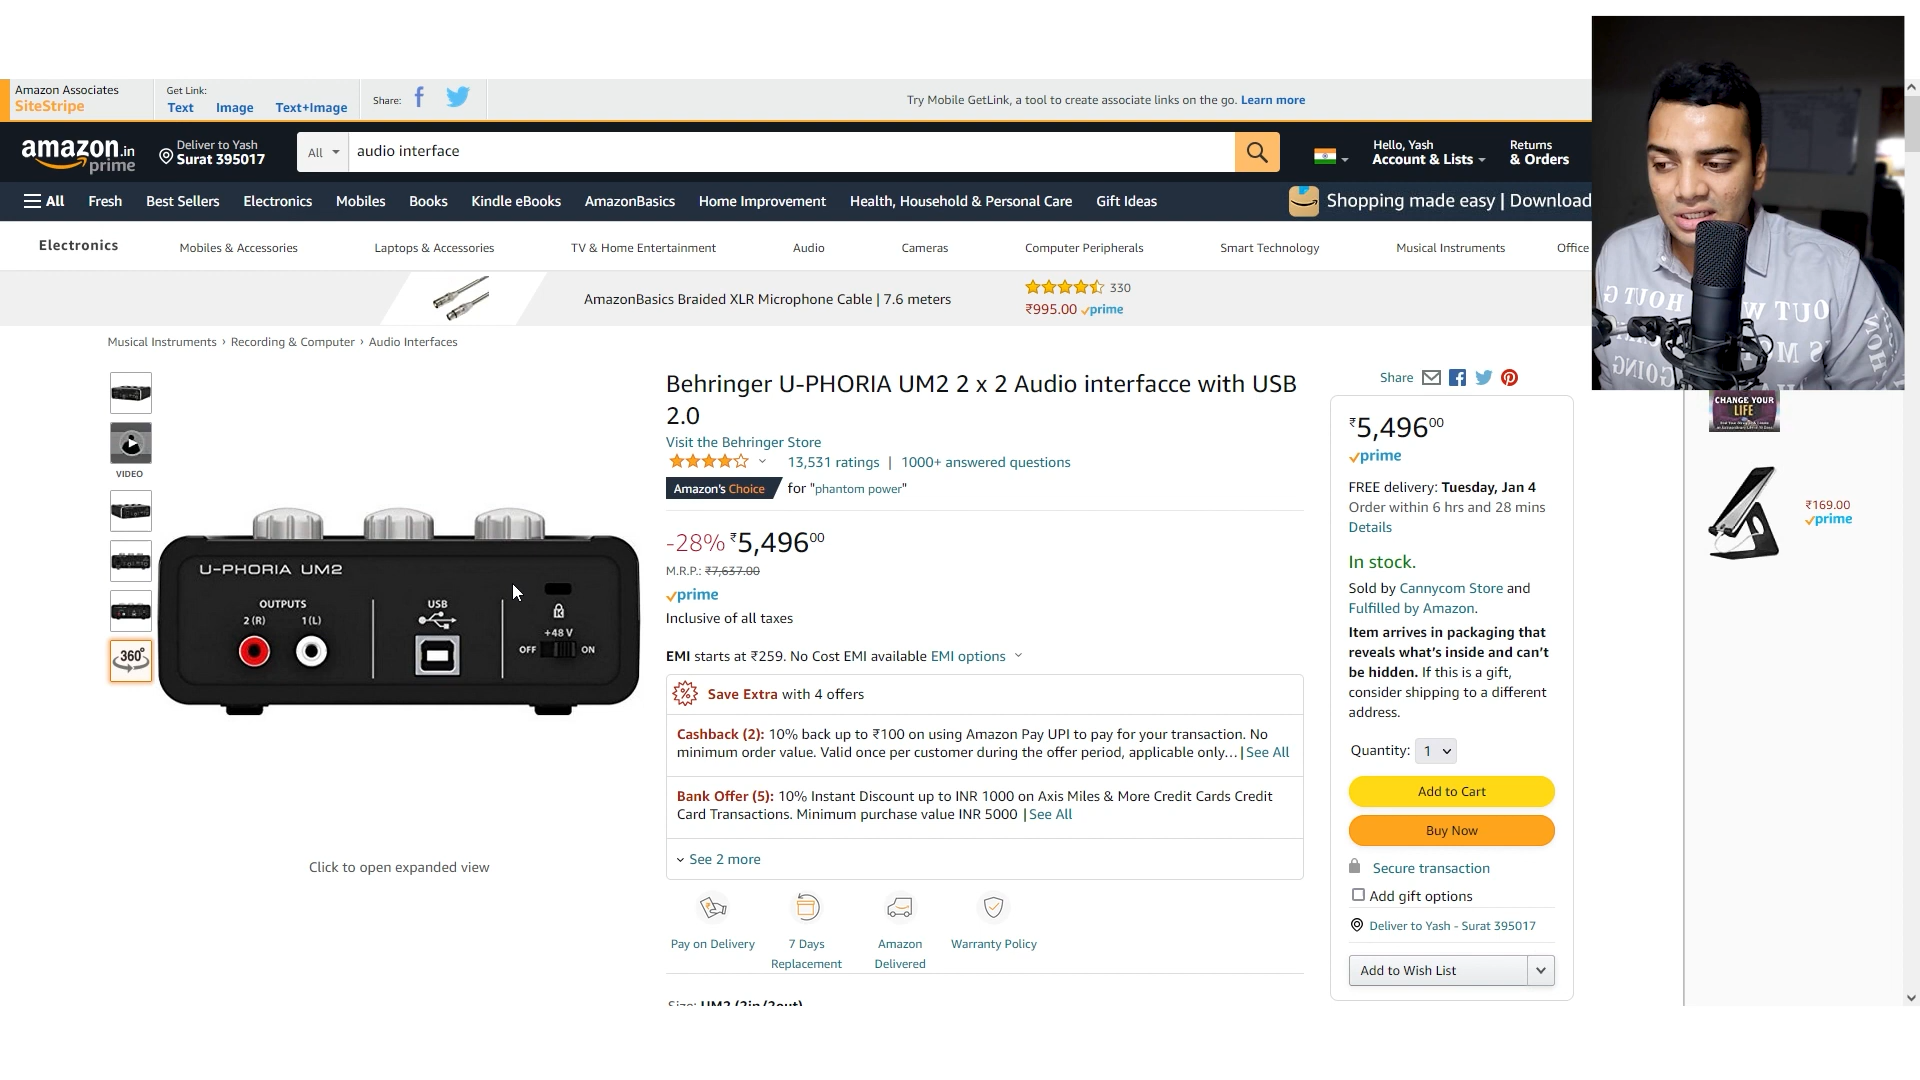 Amazon Associates
SiteStripe
Get Link:
Text Image Text+Image
Share:
Try Mobile GetLink, a tool to create associate links on the go. Learn more
amazon.in
prime
Deliver to Yash
Surat 395017
All
audio interface
Hello, Yash
Account & Lists
Returns
& Orders
All Fresh Best Sellers Electronics Mobiles Books Kindle eBooks AmazonBasics Home Improvement Health, Household & Personal Care Gift Ideas
Shopping made easy | Download
Electronics Mobiles & Accessories Laptops & Accessories TV & Home Entertainment Audio Cameras Computer Peripherals Smart Technology Musical Instruments Office
AmazonBasics Braided XLR Microphone Cable | 7.6 meters
330
₹995.00 prime
Musical Instruments › Recording & Computer › Audio Interfaces
VIDEO
360°
U-PHORIA UM2
OUTPUTS
2 (R) 1(L)
USB
K
+48 V
OFF ON
Click to open expanded view
Behringer U-PHORIA UM2 2 x 2 Audio interfacce with USB
2.0
Visit the Behringer Store
13,531 ratings | 1000+ answered questions
Amazon's Choice for "phantom power"
-28% ₹5,49600
M.R.P.: ₹7,637.00
prime
Inclusive of all taxes
EMI starts at ₹259. No Cost EMI available EMI options
% Save Extra with 4 offers
Cashback (2): 10% back up to ₹100 on using Amazon Pay UPI to pay for your transaction. No
minimum order value. Valid once per customer during the offer period, applicable only… | See All
Bank Offer (5): 10% Instant Discount up to INR 1000 on Axis Miles & More Credit Cards Credit
Card Transactions. Minimum purchase value INR 5000 | See All
See 2 more
Pay on Delivery
7 Days
Replacement
Amazon
Delivered
Warranty Policy
Size: UM2 (2in/2out)
Share
₹5,49600
prime
FREE delivery: Tuesday, Jan 4
Order within 6 hrs and 28 mins
Details
In stock.
Sold by Cannycom Store and
Fulfilled by Amazon.
Item arrives in packaging that
reveals what's inside and can't
be hidden. If this is a gift,
consider shipping to a different
address.
Quantity: 1
Add to Cart
Buy Now
Secure transaction
Add gift options
Deliver to Yash - Surat 395017
Add to Wish List
CHANGE YOUR
LIFE
₹169.00
prime